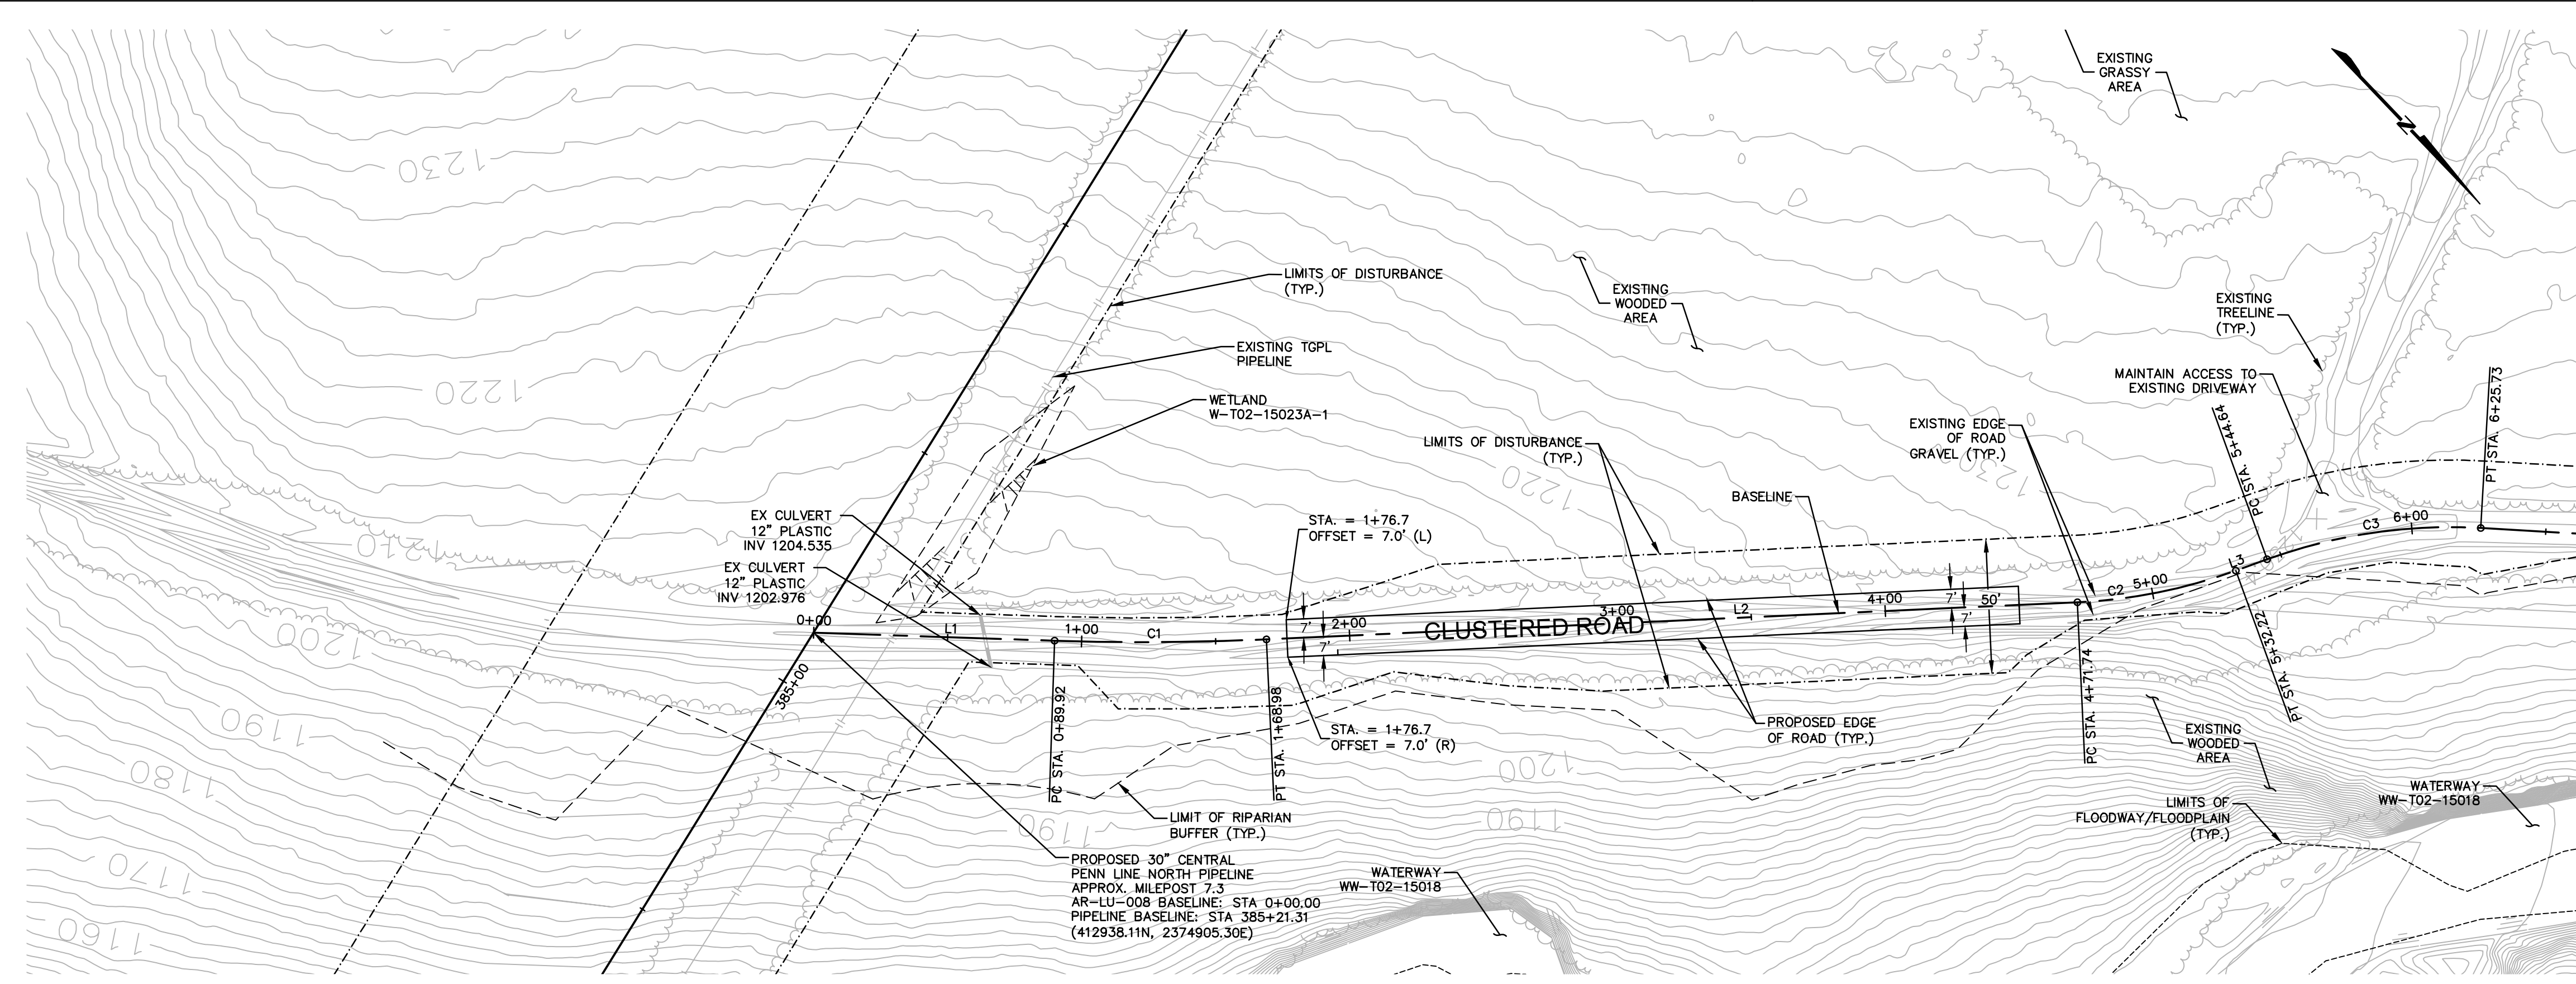 EXISTING
GRASSY
AREA
N
1230
LIMITS OF DISTURBANCE
(TYP.)
EXISTING
WOODED
AREA
EXISTING
TREELINE
(TYP.)
EXISTING TGPL
PIPELINE
MAINTAIN ACCESS TO
EXISTING DRIVEWAY
1220
WETLAND
W-T02-15023A-1
PT STA. 6+25.73
PC STA. 5+44.64
EXISTING EDGE
OF ROAD
GRAVEL (TYP.)
LIMITS OF DISTURBANCE
(TYP.)
1220
1230
BASELINE
EX CULVERT
12" PLASTIC
INV 1204.535
STA. = 1+76.7
OFFSET = 7.0' (L)
1210
EX CULVERT
12" PLASTIC
INV 1202.976
C3
6+00
L3
C2
5+00
0+00
L1
1+00
C1
7'
2+00
7'
CLUSTERED ROAD
3+00
L2
4+00
7'
7'
50'
1200
385+00
PC STA. 0+89.92
PT STA. 1+68.98
PC STA. 4+71.74
PT STA. 5+32.22
1190
STA. = 1+76.7
OFFSET = 7.0' (R)
PROPOSED EDGE
OF ROAD (TYP.)
EXISTING
WOODED
AREA
1180
1200
WATERWAY
WW-T02-15018
LIMITS OF
FLOODWAY/FLOODPLAIN
(TYP.)
LIMIT OF RIPARIAN
BUFFER (TYP.)
1190
1190
1170
PROPOSED 30" CENTRAL
PENN LINE NORTH PIPELINE
APPROX. MILEPOST 7.3
AR-LU-008 BASELINE: STA 0+00.00
PIPELINE BASELINE: STA 385+21.31
(412938.11N, 2374905.30E)
WATERWAY
WW-T02-15018
1160